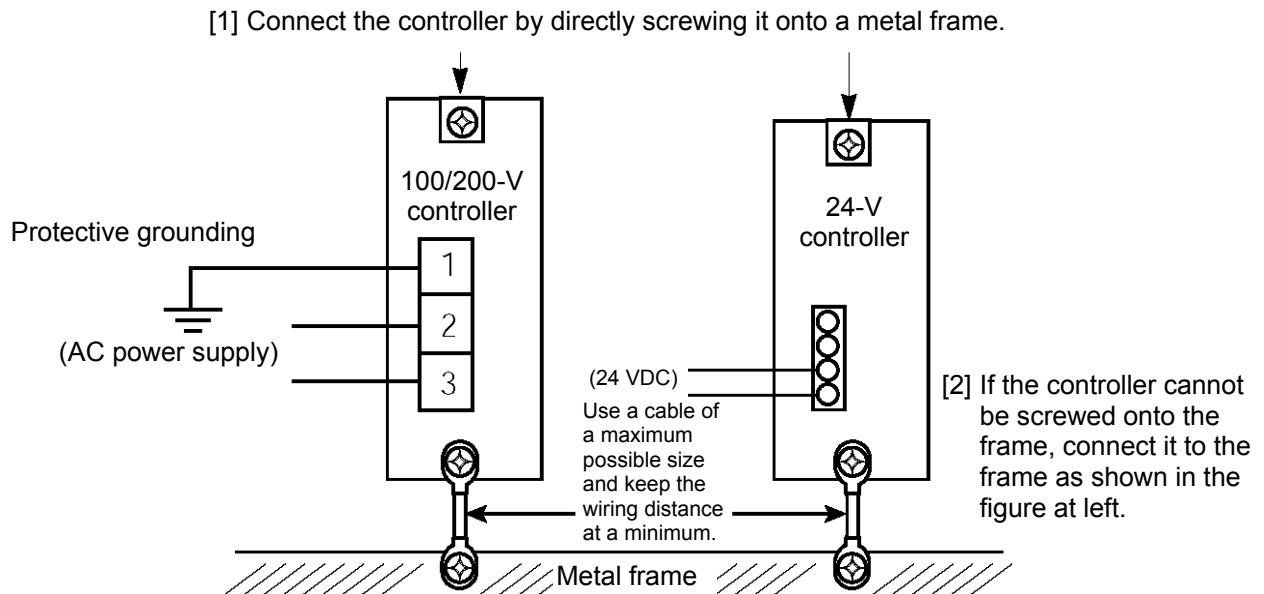 [1] Connect the controller by directly screwing it onto a metal frame.
100/200-V
controller
Protective grounding
1
2
3
(AC power supply)
24-V
controller
(24 VDC)
Use a cable of
a maximum
possible size
and keep the
wiring distance
at a minimum.
[2] If the controller cannot
be screwed onto the
frame, connect it to the
frame as shown in the
figure at left.
Metal frame